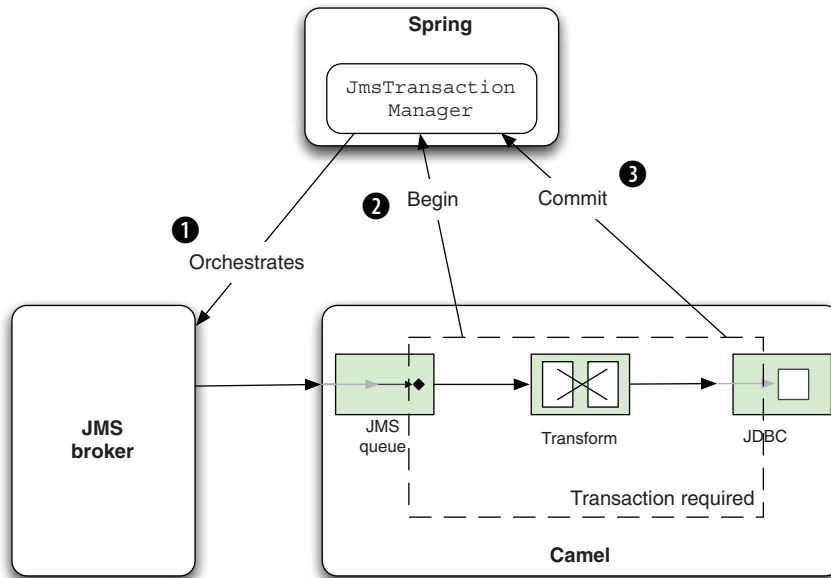 Spring
JmsTransaction
Manager
❸
❷ Begin
Commit
❶
Orchestrates
JMS
broker
JMS
queue
Transform
JDBC
Transaction required
Camel